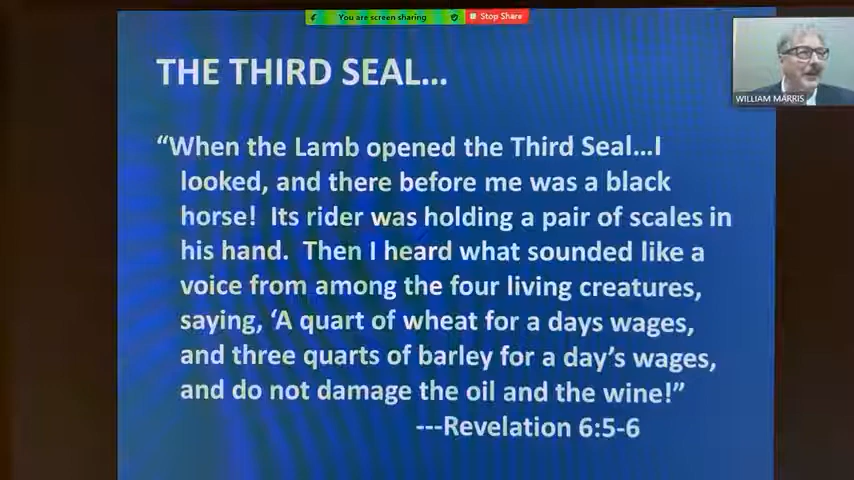 You are screen sharing
Stop Share
THE THIRD SEAL...
WILLIAM MARRIS
“When the Lamb opened the Third Seal...I
looked, and there before me was a black
horse!  Its rider was holding a pair of scales in
his hand.  Then I heard what sounded like a
voice from among the four living creatures,
saying, ‘A quart of wheat for a days wages,
and three quarts of barley for a day’s wages,
and do not damage the oil and the wine!”
---Revelation 6:5-6